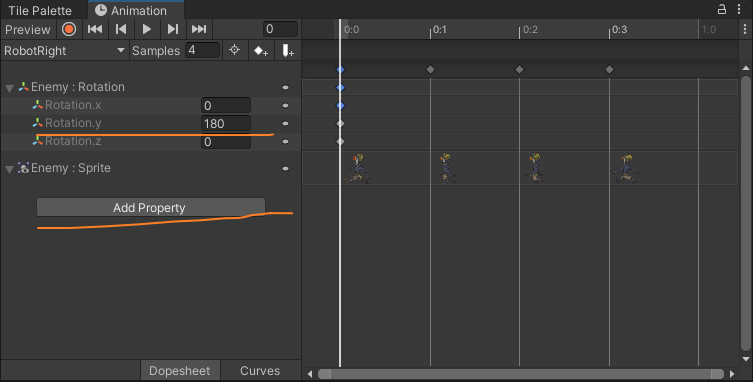 Tile Palette Animation
Preview 0 0:0 0:1 0:2 0:3 1:0
RobotRight Samples 4
Enemy : Rotation
Rotation.x 0
Rotation.y 180
Rotation.z 0
Enemy : Sprite
Add Property
Dopesheet Curves